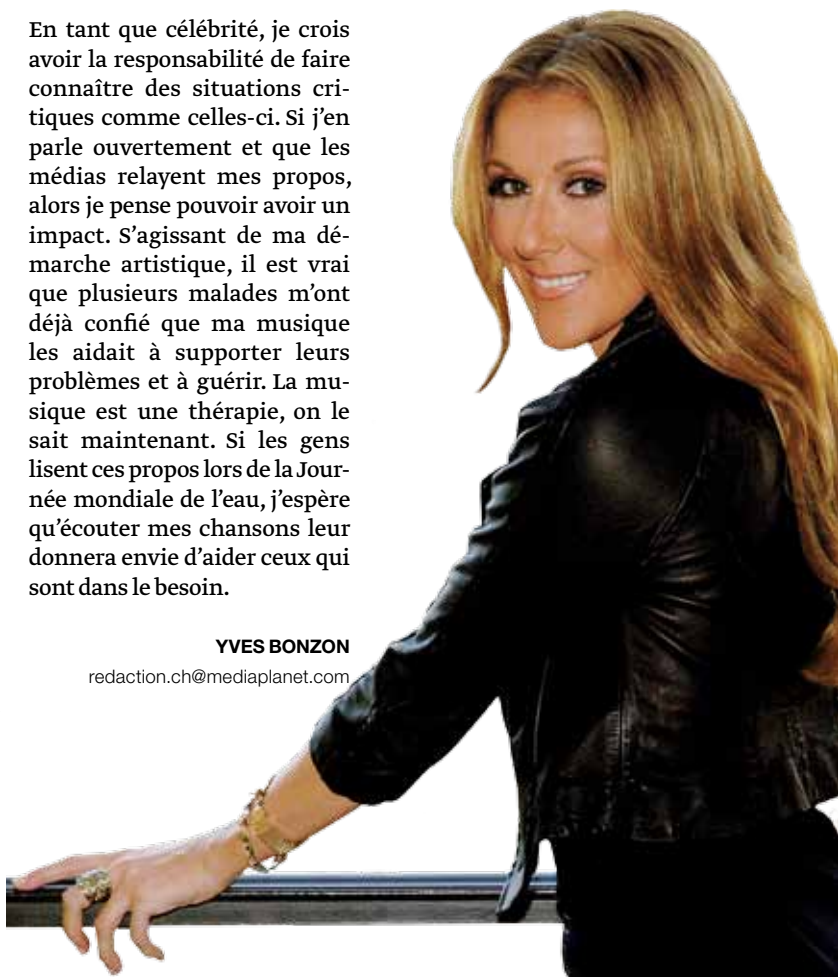 En tant que célébrité, je crois
avoir la responsabilité de faire
connaître des situations cri-
tiques comme celles-ci. Si j’en
parle ouvertement et que les
médias relayent mes propos,
alors je pense pouvoir avoir un
impact. S’agissant de ma dé-
marche artistique, il est vrai
que plusieurs malades m’ont
déjà confié que ma musique
les aidait à supporter leurs
problèmes et à guérir. La mu-
sique est une thérapie, on le
sait maintenant. Si les gens
lisent ces propos lors de la Jour-
née mondiale de l’eau, j’espère
qu’écouter mes chansons leur
donnera envie d’aider ceux qui
sont dans le besoin.
YVES BONZON
redaction.ch@mediaplanet.com